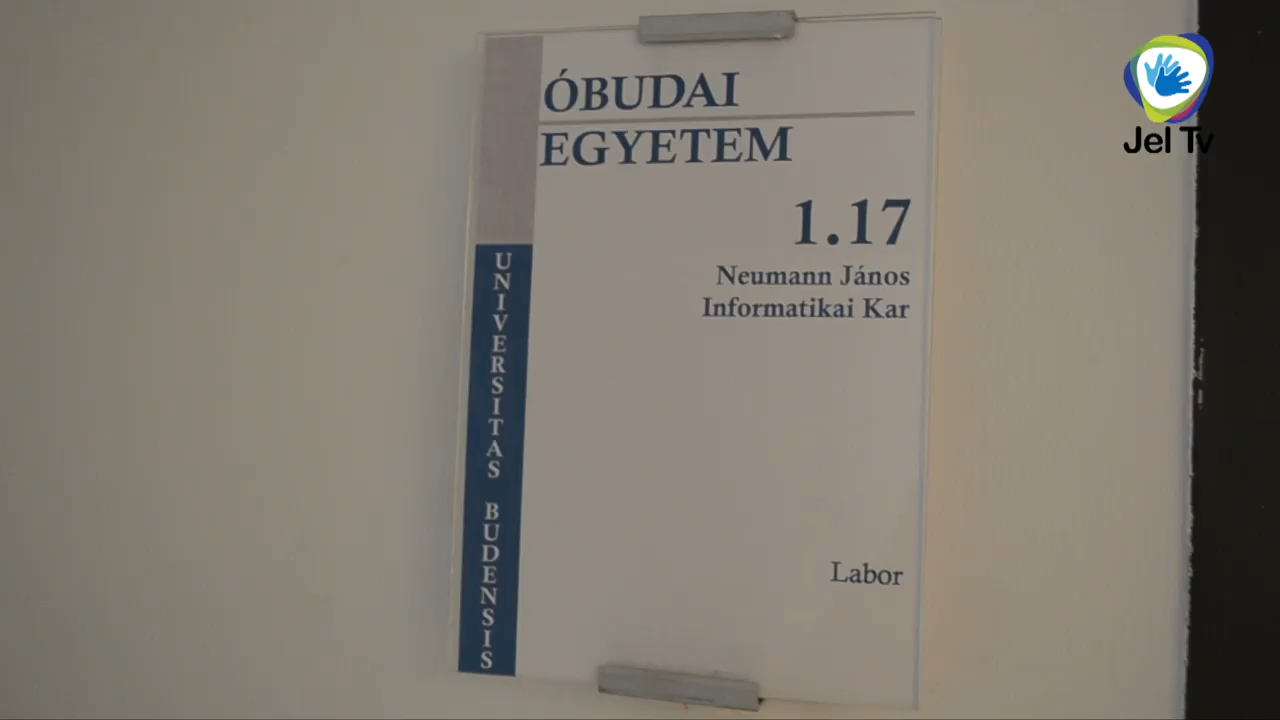 ÓBUDAI
EGYETEM
1.17
Neumann János
Informatikai Kar
Labor
UNIVERSITAS BUDENSIS
Jel Tv